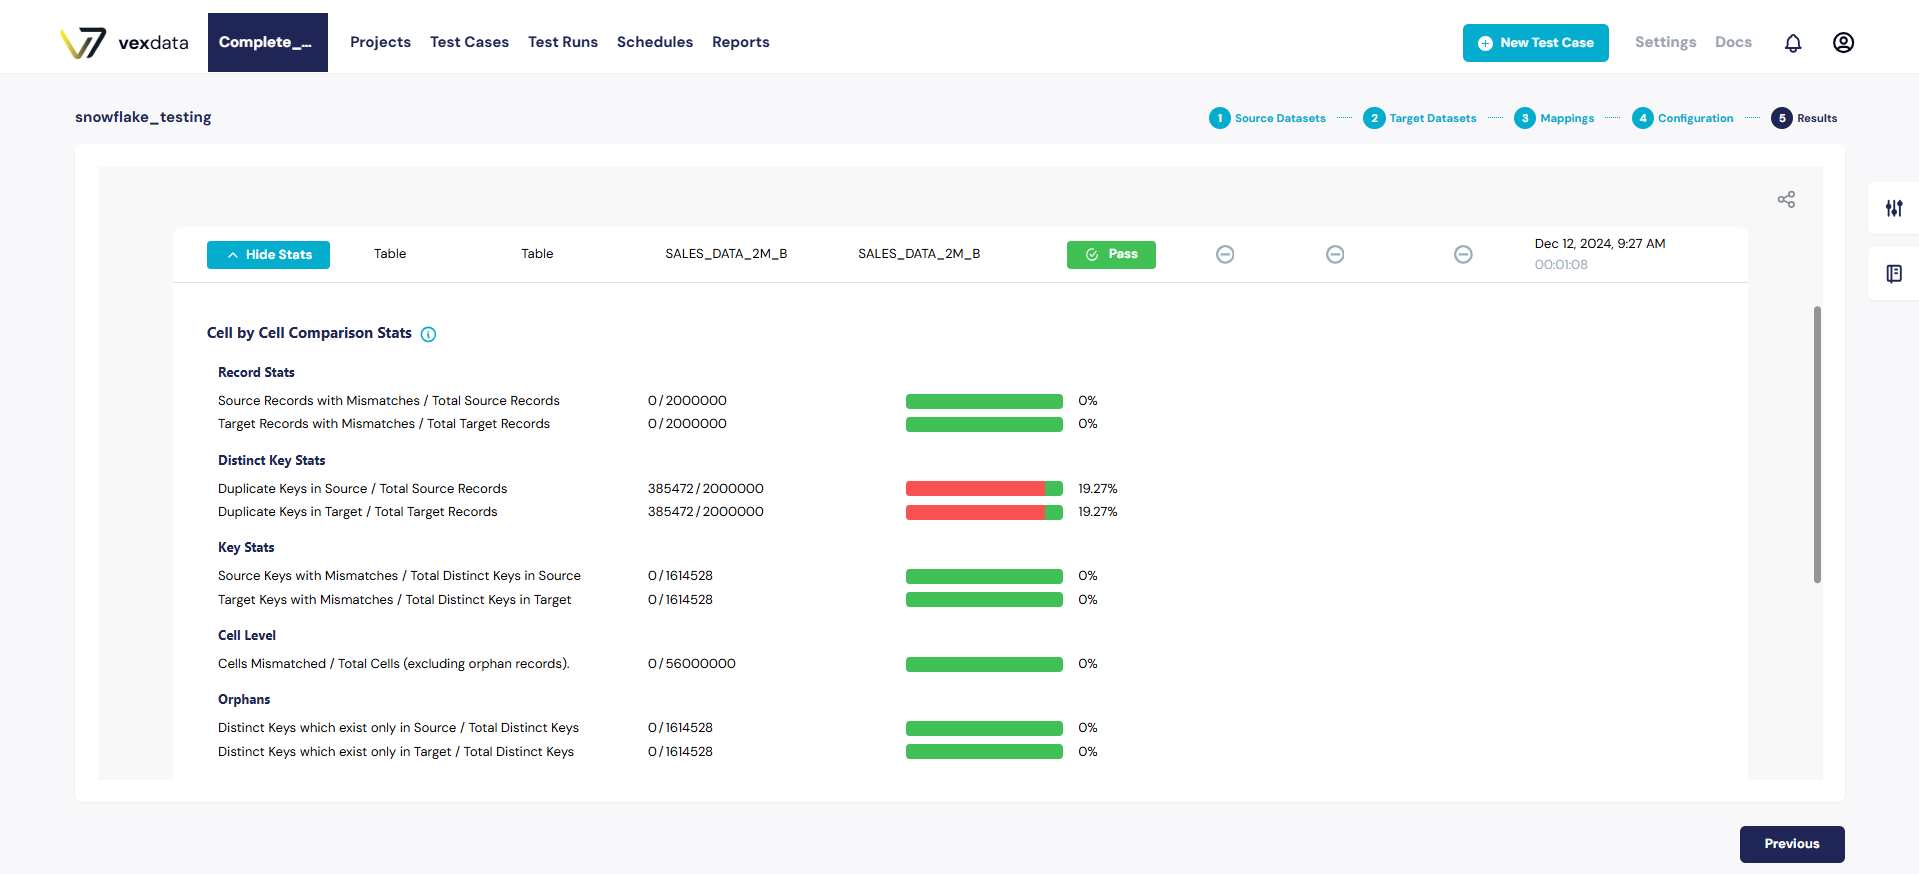 vexdata
Complete_...
Projects
Test Cases
Test Runs
Schedules
Reports
New Test Case
Settings
Docs
snowflake_testing
1 Source Datasets
2 Target Datasets
3 Mappings
4 Configuration
5 Results
Hide Stats
Table
Table
SALES_DATA_2M_B
SALES_DATA_2M_B
Pass
Dec 12, 2024, 9:27 AM
00:01:08
Cell by Cell Comparison Stats
Record Stats
Source Records with Mismatches / Total Source Records 0/2000000 0%
Target Records with Mismatches / Total Target Records 0/2000000 0%
Distinct Key Stats
Duplicate Keys in Source / Total Source Records 385472/2000000 19.27%
Duplicate Keys in Target / Total Target Records 385472/2000000 19.27%
Key Stats
Source Keys with Mismatches / Total Distinct Keys in Source 0/1614528 0%
Target Keys with Mismatches / Total Distinct Keys in Target 0/1614528 0%
Cell Level
Cells Mismatched / Total Cells (excluding orphan records). 0/56000000 0%
Orphans
Distinct Keys which exist only in Source / Total Distinct Keys 0/1614528 0%
Distinct Keys which exist only in Target / Total Distinct Keys 0/1614528 0%
Previous